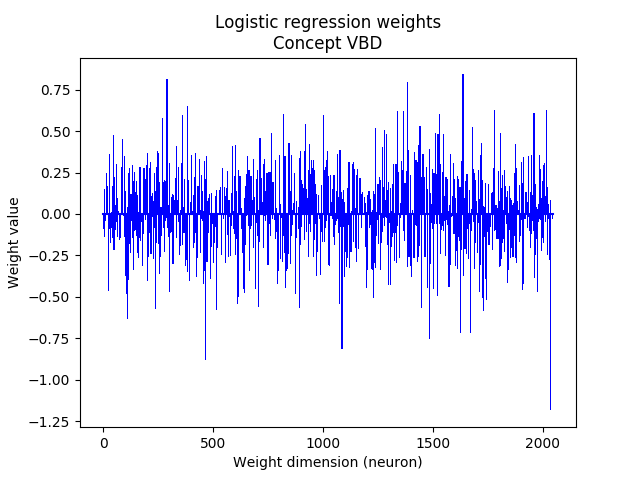 Logistic regression weights
Concept VBD
0.75
0.50
0.25
0.00
−0.25
−0.50
−0.75
−1.00
−1.25
Weight value
0 500 1000 1500 2000
Weight dimension (neuron)